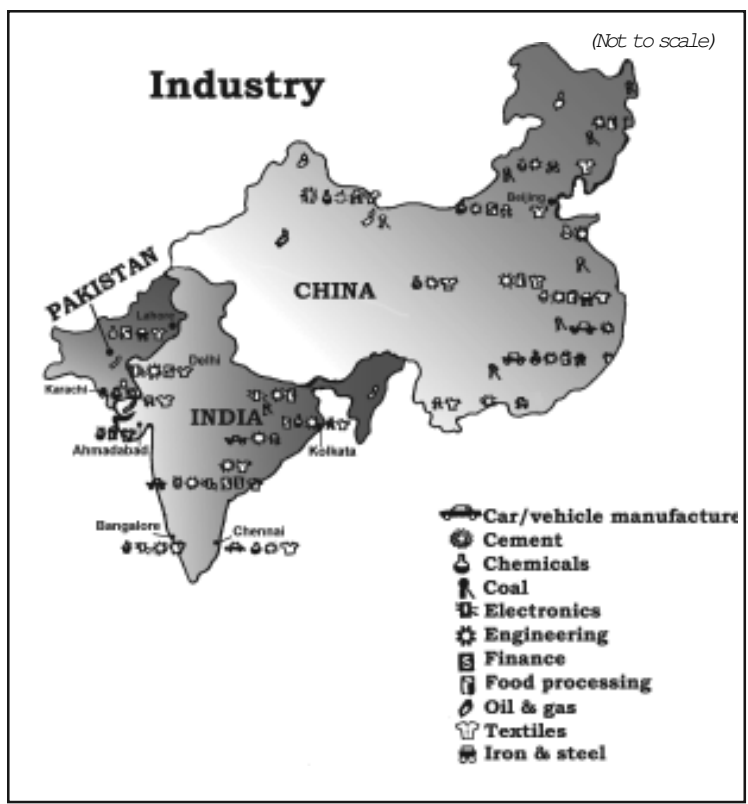 (Not to scale)
Industry
Beijing
CHINA
PAKISTAN
Lahore
Delhi
Karachi
INDIA
Ahmadabad
Kolkata
Bangalore
Chennai
Car/vehicle manufacture
Cement
Chemicals
Coal
Electronics
Engineering
Finance
Food processing
Oil & gas
Textiles
Iron & steel